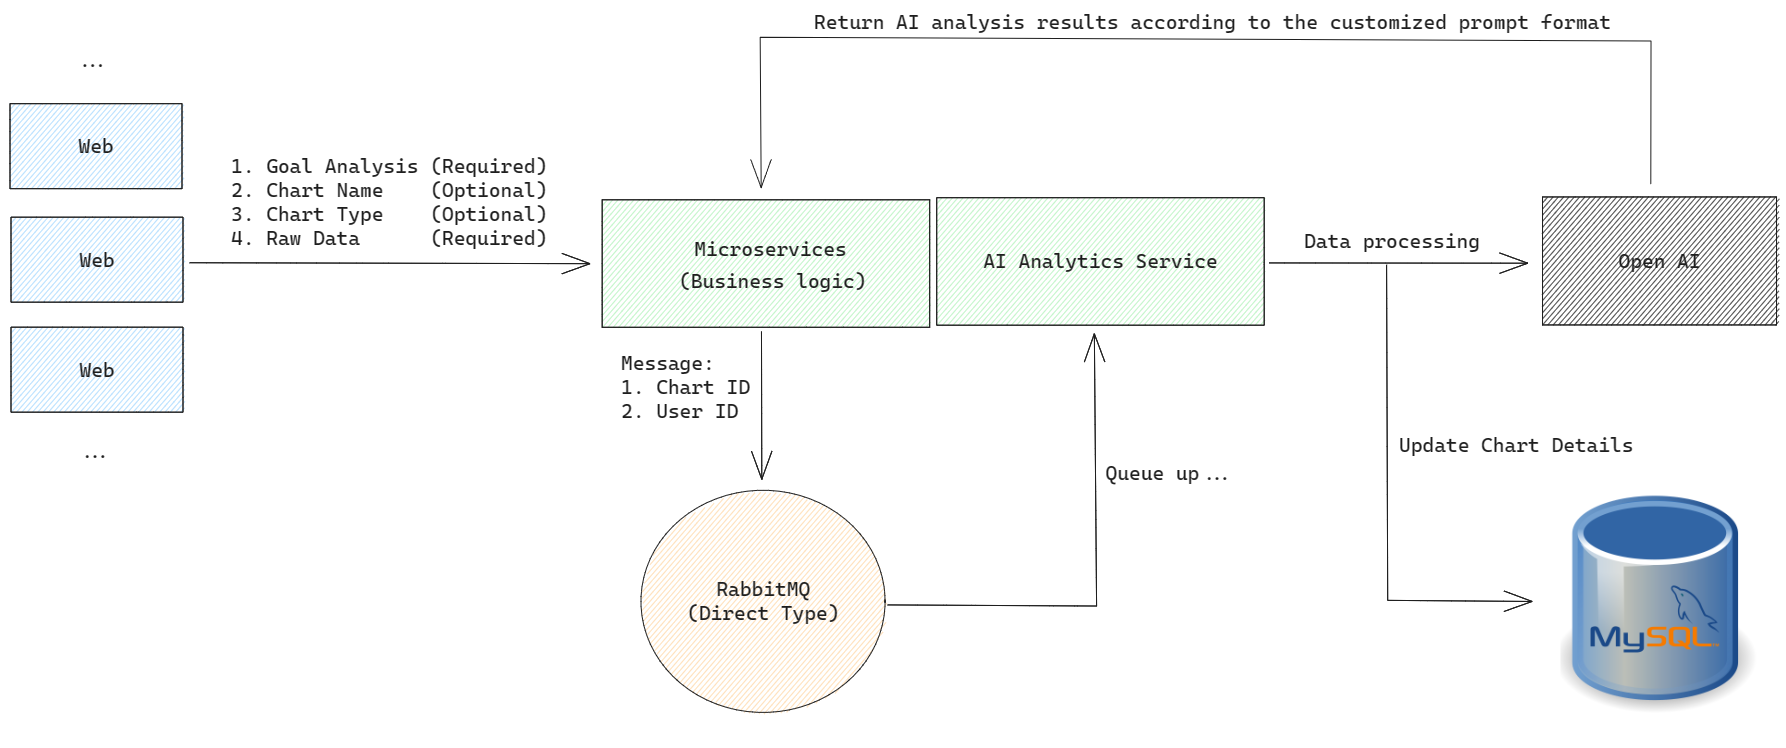 Return AI analysis results according to the customized prompt format
...
Web
1. Goal Analysis (Required)
2. Chart Name (Optional)
3. Chart Type (Optional)
4. Raw Data (Required)
Web
Web
...
Microservices
(Business logic)
AI Analytics Service
Data processing
Open AI
Message:
1. Chart ID
2. User ID
Queue up ...
Update Chart Details
RabbitMQ
(Direct Type)
MySQL